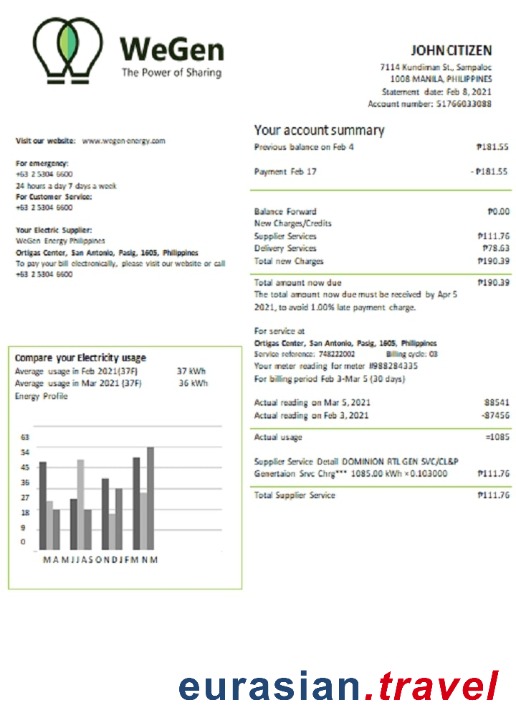 WeGen
The Power of Sharing
JOHN CITIZEN
7114 Kundiman St., Sampaloc
1008 MANILA, PHILIPPINES
Statement date: Feb 8, 2021
Account number: 51766033088
Visit our website: www.wegen-energy.com
For emergency:
+63 2 5304 6600
24 hours a day 7 days a week
For Customer Service:
+63 2 5304 6600
Your Electric Supplier:
WeGen Energy Philippines
Ortigas Center, San Antonio, Pasig, 1605, Philippines
To pay your bill electronically, please visit our website or call
+63 2 5304 6600
Your account summary
Previous balance on Feb 4 ₱181.55
Payment Feb 17 - ₱181.55
Balance Forward ₱0.00
New Charges/Credits
Supplier Services ₱111.76
Delivery Services ₱78.63
Total new Charges ₱190.39
Total amount now due ₱190.39
The total amount now due must be received by Apr 5
2021, to avoid 1.00% late payment charge.
For service at
Ortigas Center, San Antonio, Pasig, 1605, Philippines
Service reference: 748222002 Billing cycle: 03
Your meter reading for meter #988284335
For billing period Feb 3-Mar 5 (30 days)
Actual reading on Mar 5, 2021 88541
Actual reading on Feb 3, 2021 -87456
Actual usage =1085
Supplier Service Detail DOMINION RTL-GEN SVC/CL&P
Genertaion Srvc Chrg*** 1085.00 kWh × 0.103000 ₱111.76
Total Supplier Service ₱111.76
Compare your Electricity usage
Average usage in Feb 2021 (37F) 37 kWh
Average usage in Mar 2021 (37F) 36 kWh
Energy Profile
63
54
45
36
27
18
9
0
M A M J J A S O N D J F M N M
eurasian.travel